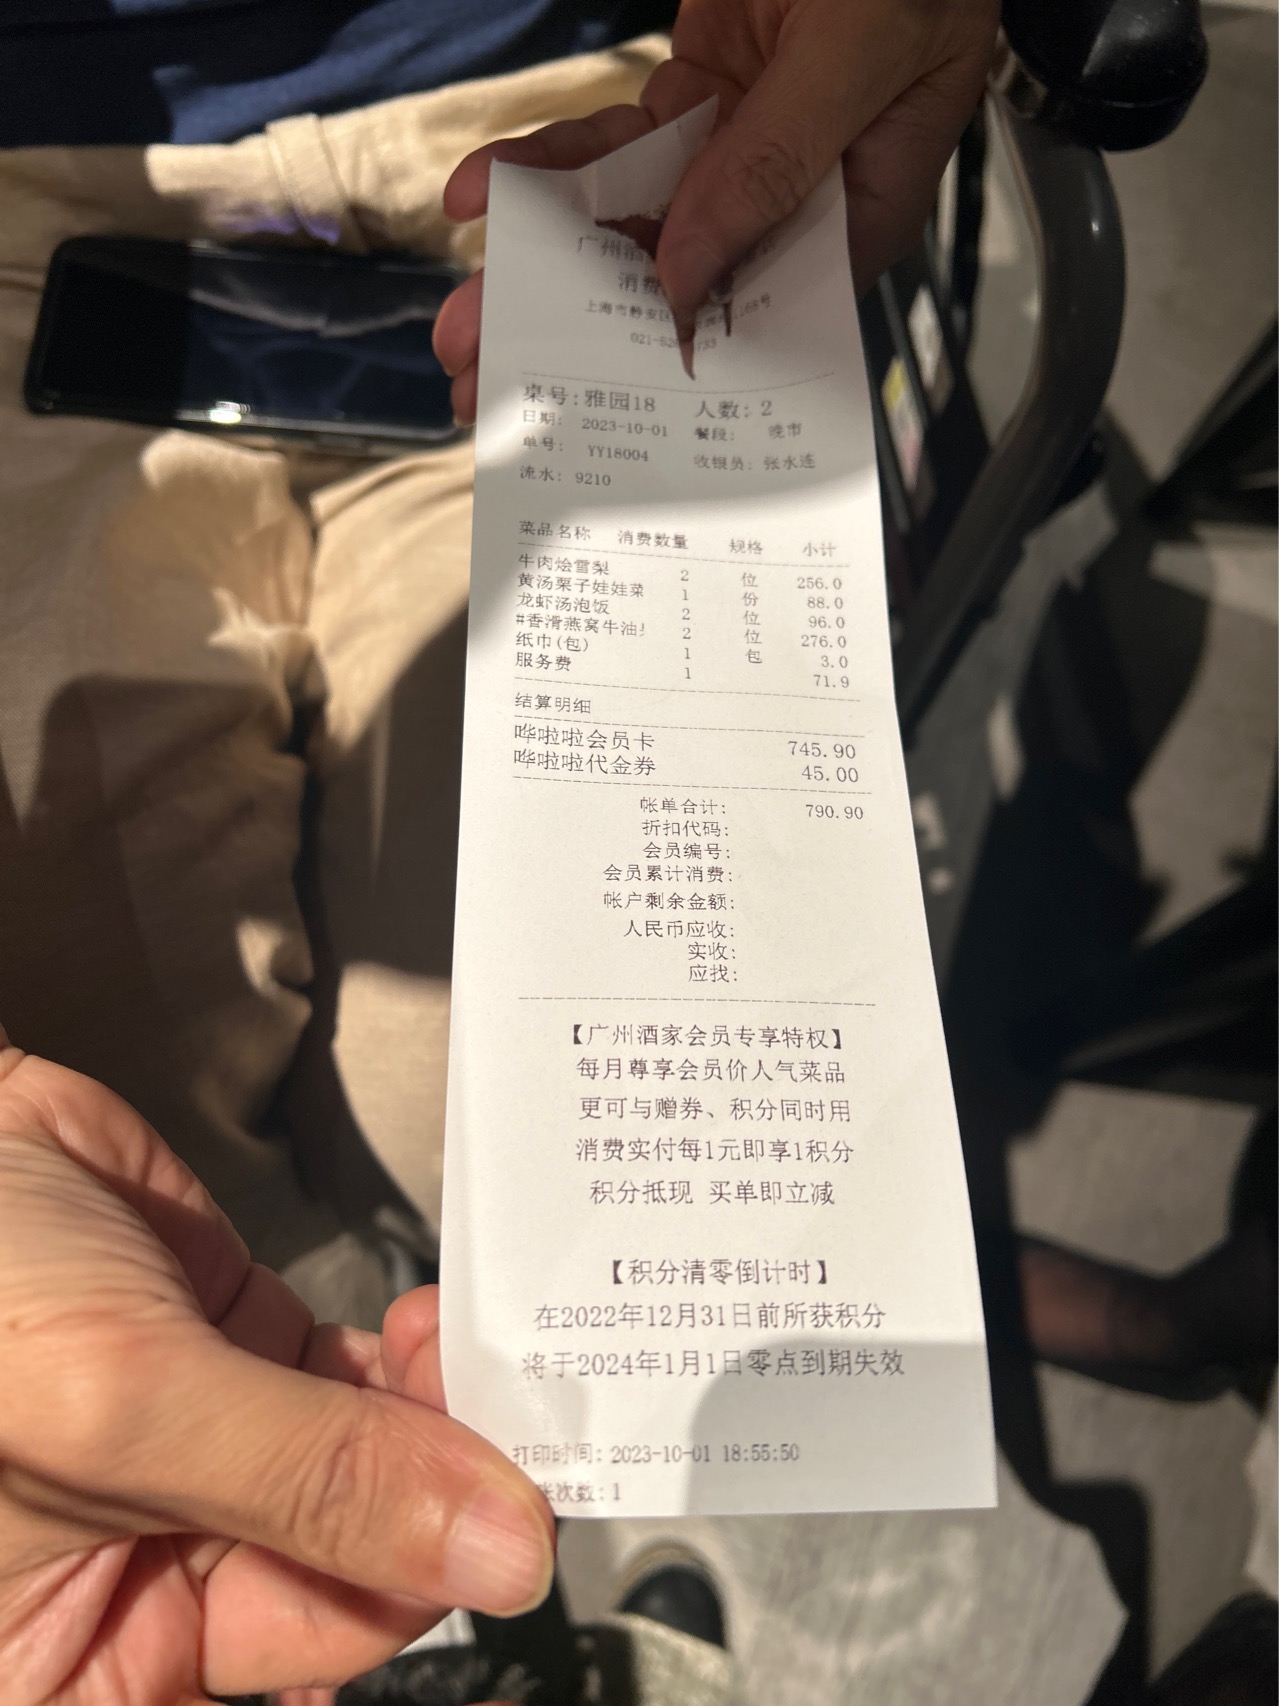 广州酒
消费
上海市静安区 1168号
021-52 733
桌号:雅园18 人数: 2
日期: 2023-10-01 餐段: 晚市
单号: YY18004 收银员: 张水连
流水: 9210
菜品名称 消费数量 规格 小计
牛肉烩雪梨 2 位 256.0
黄汤栗子娃娃菜 1 份 88.0
龙虾汤泡饭 2 位 96.0
#香滑燕窝牛油 2 位 276.0
纸巾(包) 1 包 3.0
服务费 1 71.9
结算明细
哗啦啦会员卡 745.90
哗啦啦代金券 45.00
帐单合计: 790.90
折扣代码:
会员编号:
会员累计消费:
帐户剩余金额:
人民币应收:
实收:
应找:
【广州酒家会员专享特权】
每月尊享会员价人气菜品
更可与赠券、积分同时用
消费实付每1元即享1积分
积分抵现 买单即立减
【积分清零倒计时】
在2022年12月31日前所获积分
将于2024年1月1日零点到期失效
打印时间: 2023-10-01 18:55:50
张次数: 1